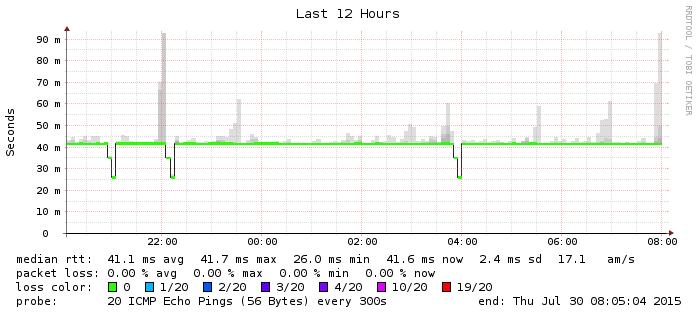 Last 12 Hours
RRDTOOL / TOBI OETIKER
Seconds
90 m
80 m
70 m
60 m
50 m
40 m
30 m
20 m
10 m
0
22:00 00:00 02:00 04:00 06:00 08:00
median rtt: 41.1 ms avg 41.7 ms max 26.0 ms min 41.6 ms now 2.4 ms sd 17.1 am/s
packet loss: 0.00 % avg 0.00 % max 0.00 % min 0.00 % now
loss color: 0 1/20 2/20 3/20 4/20 10/20 19/20
probe: 20 ICMP Echo Pings (56 Bytes) every 300s end: Thu Jul 30 08:05:04 2015